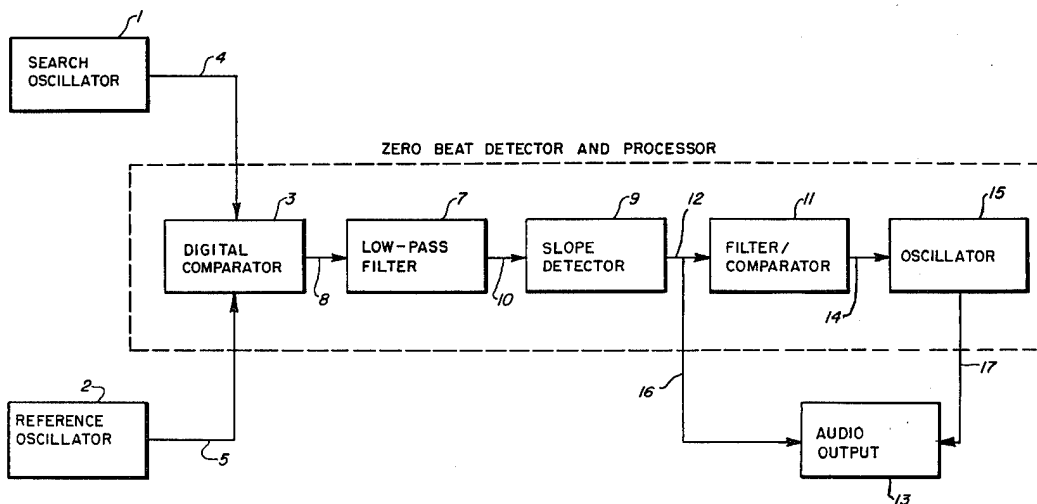 1
SEARCH
OSCILLATOR
4
ZERO BEAT DETECTOR AND PROCESSOR
3
DIGITAL
COMPARATOR
8
7
LOW-PASS
FILTER
10
9
SLOPE
DETECTOR
12
11
FILTER/
COMPARATOR
14
15
OSCILLATOR
16
17
2
REFERENCE
OSCILLATOR
5
AUDIO
OUTPUT
13